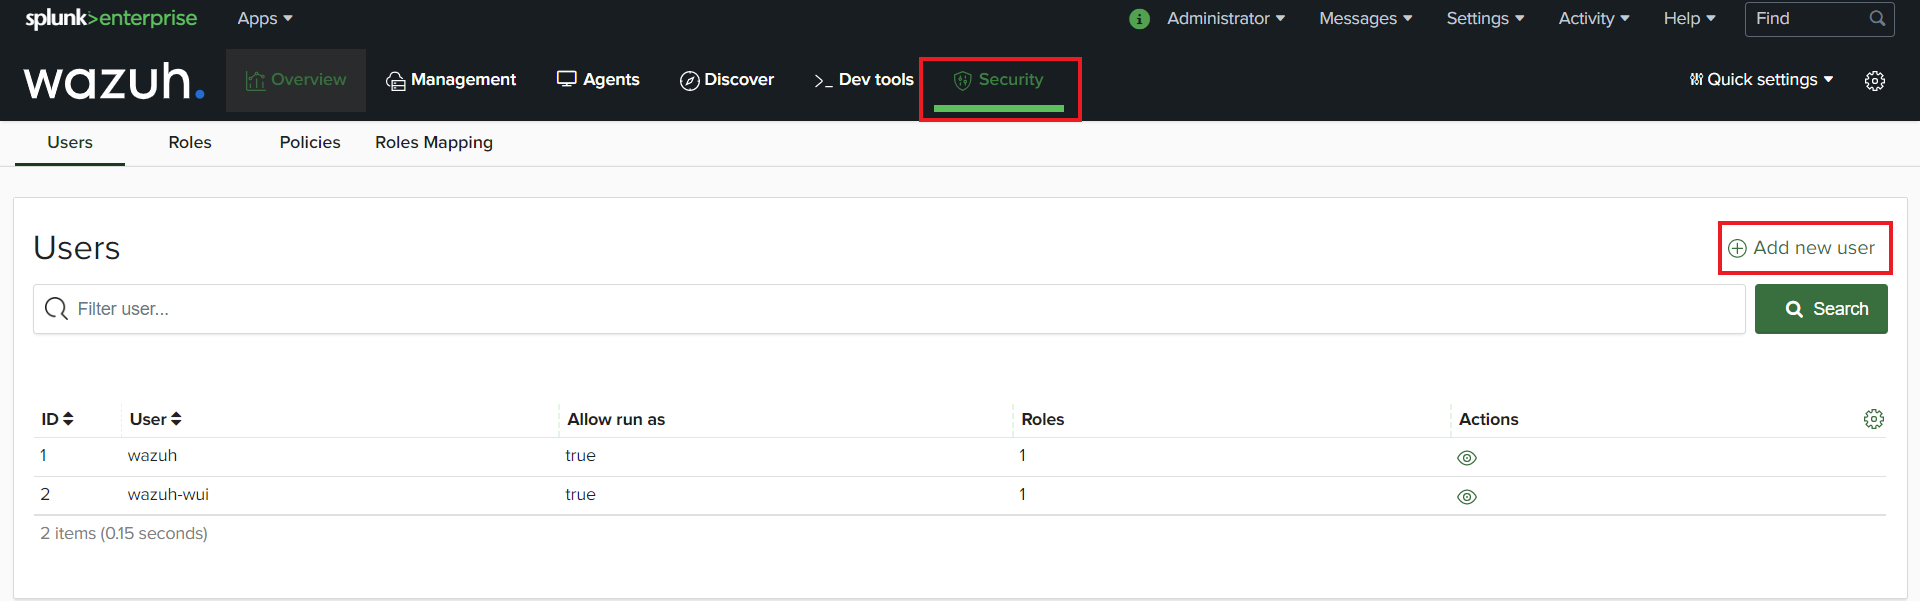 splunk>enterprise Apps Administrator Messages Settings Activity Help Find
wazuh. Overview Management Agents Discover >_ Dev tools Security Quick settings
Users Roles Policies Roles Mapping
Users Add new user
Filter user... Search
ID User Allow run as Roles Actions
1 wazuh true 1
2 wazuh-wui true 1
2 items (0.15 seconds)